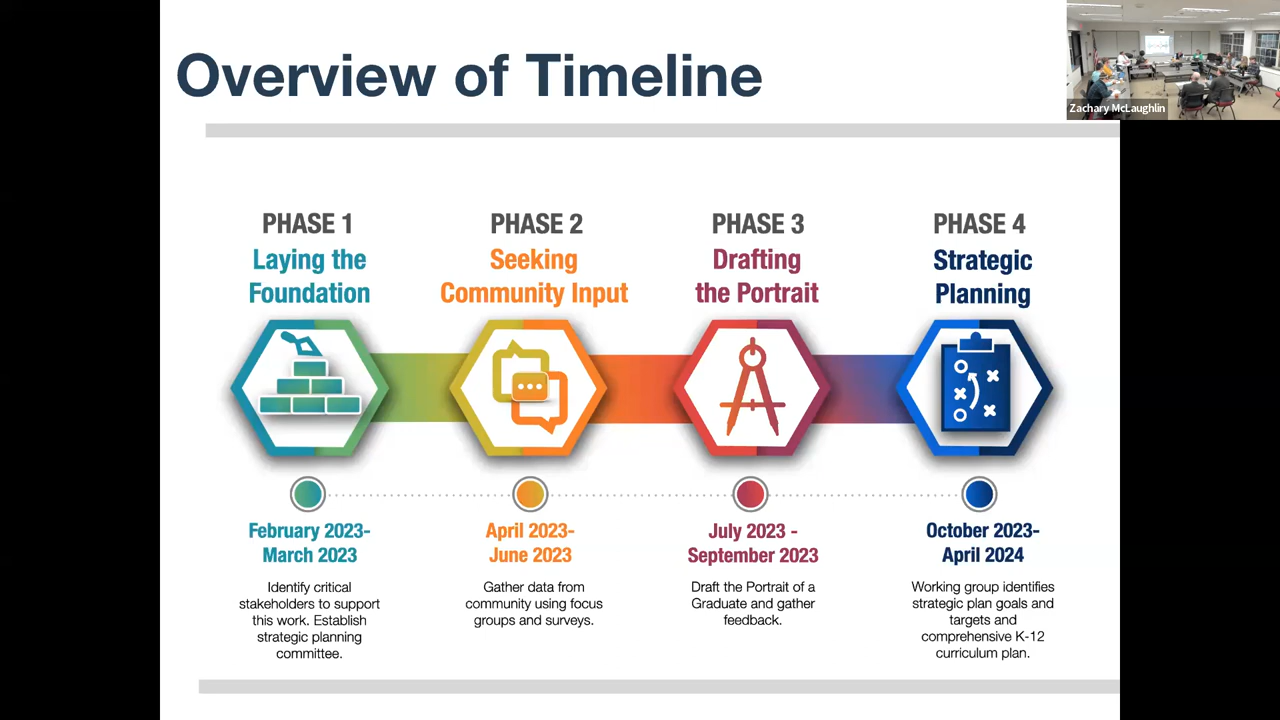 Overview of Timeline
Zachary McLaughlin
PHASE 1
Laying the
Foundation
February 2023-
March 2023
Identify critical
stakeholders to support
this work. Establish
strategic planning
committee.
PHASE 2
Seeking
Community Input
April 2023-
June 2023
Gather data from
community using focus
groups and surveys.
PHASE 3
Drafting
the Portrait
July 2023 -
September 2023
Draft the Portrait of a
Graduate and gather
feedback.
PHASE 4
Strategic
Planning
October 2023-
April 2024
Working group identifies
strategic plan goals and
targets and
comprehensive K-12
curriculum plan.